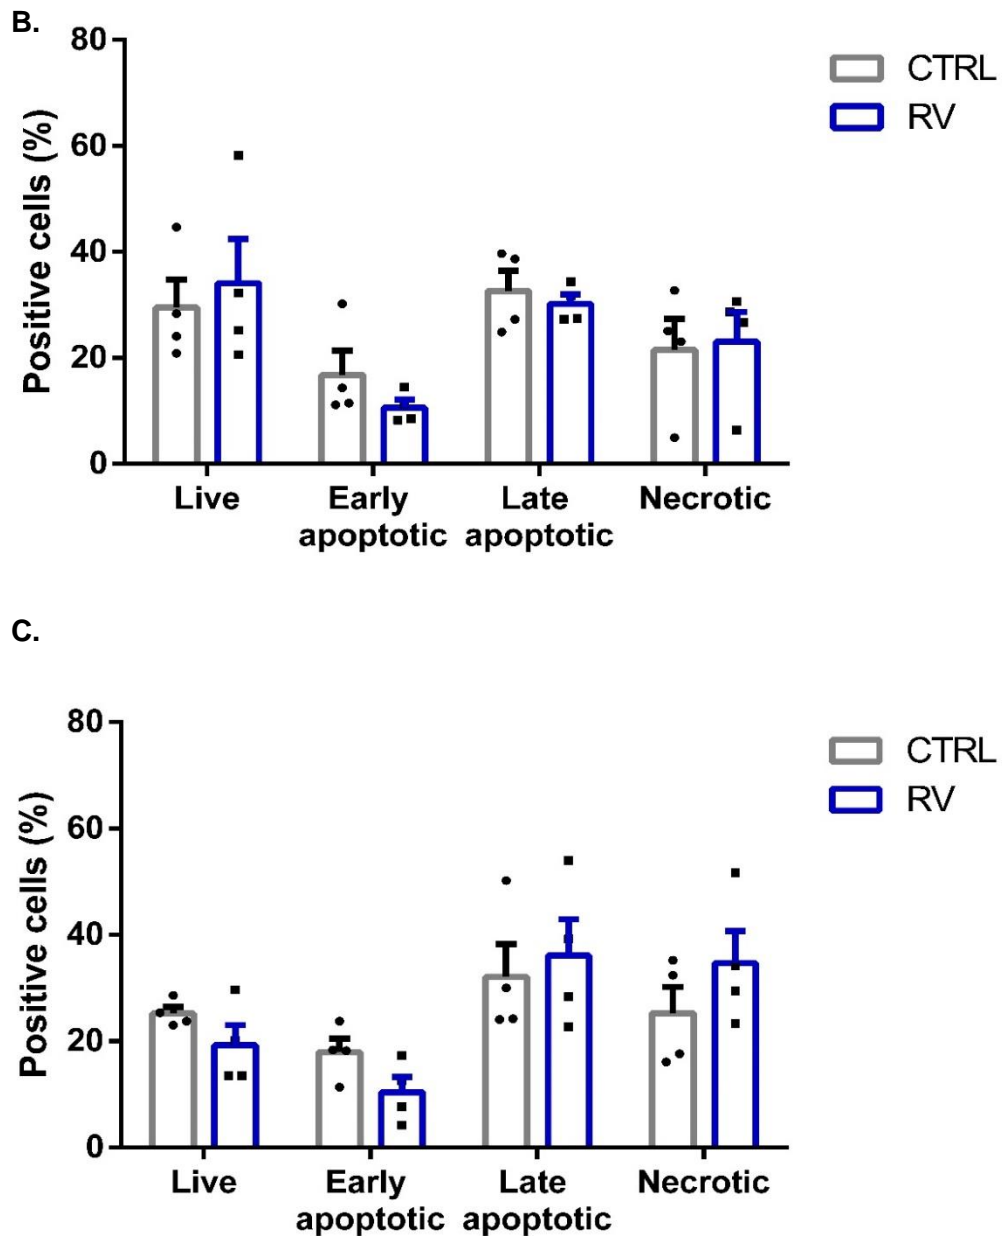 B.
80
60
40
20
0
Positive cells (%)
CTRL
RV
Live
Early apoptotic
Late apoptotic
Necrotic
C.
80
60
40
20
0
Positive cells (%)
CTRL
RV
Live
Early apoptotic
Late apoptotic
Necrotic